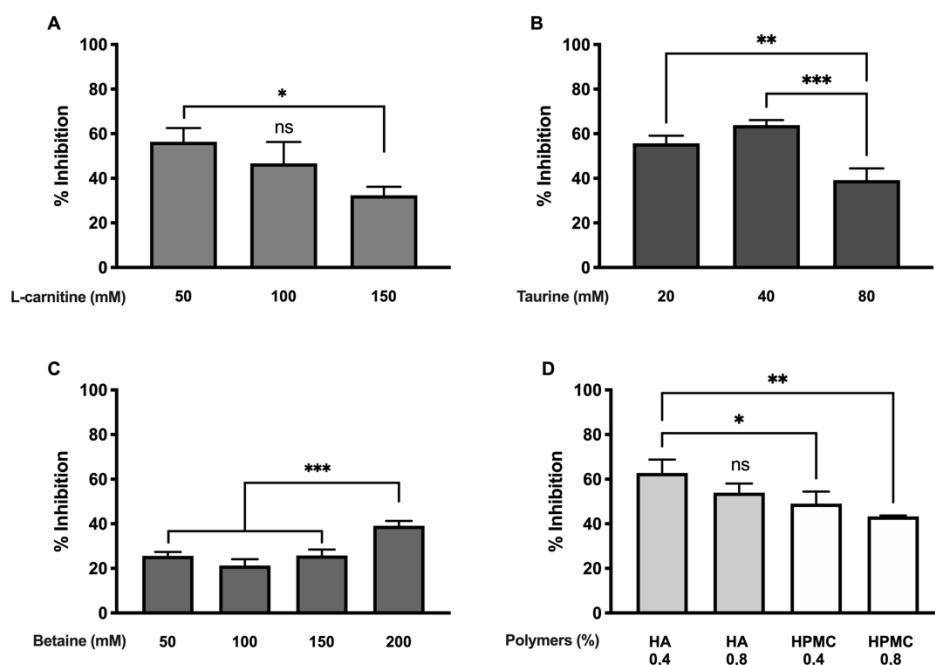 A
% Inhibition
100
80
60
40
20
0
*
ns
L-carnitine (mM) 50 100 150
B
% Inhibition
100
80
60
40
20
0
**
***
Taurine (mM) 20 40 80
C
% Inhibition
100
80
60
40
20
0
***
Betaine (mM) 50 100 150 200
D
% Inhibition
100
80
60
40
20
0
**
*
ns
Polymers (%) HA HA HPMC HPMC
0.4 0.8 0.4 0.8